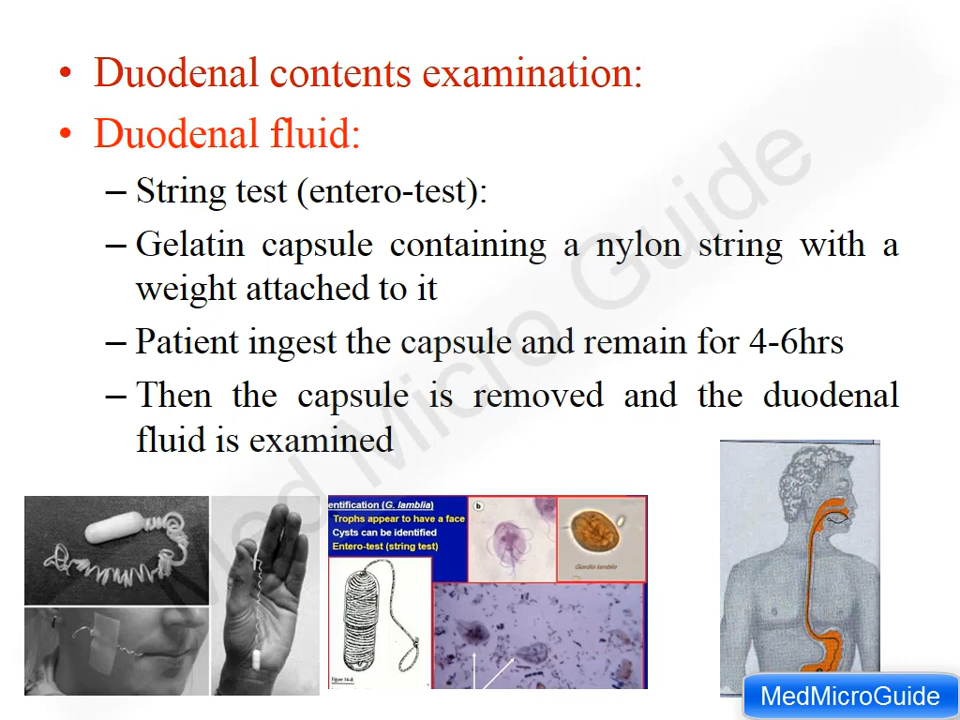 • Duodenal contents examination:
• Duodenal fluid:
– String test (entero-test):
– Gelatin capsule containing a nylon string with a
weight attached to it
– Patient ingest the capsule and remain for 4-6hrs
– Then the capsule is removed and the duodenal
fluid is examined
Med Micro Guide
entification (G. lamblia)
Trophs appear to have a face
Cysts can be identified
Entero-test (string test)
b
Giardia lamblia
MedMicroGuide